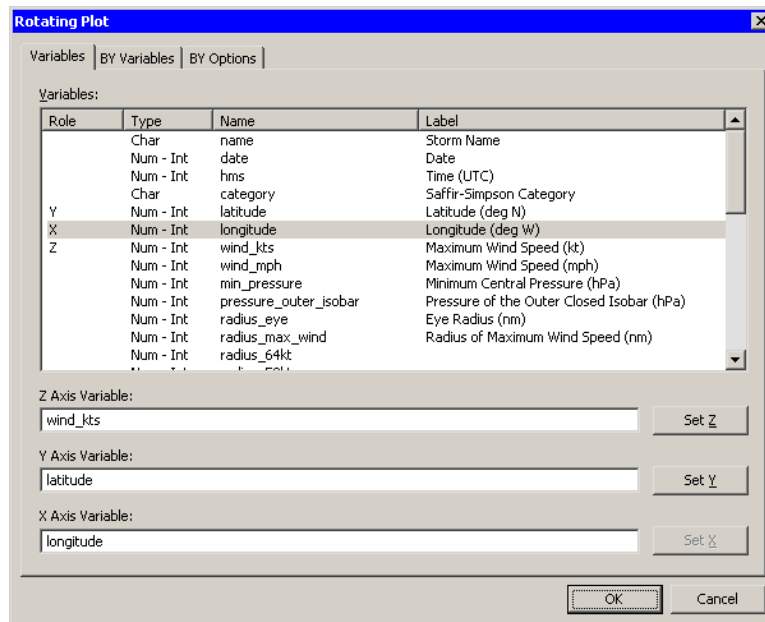 Rotating Plot
Variables BY Variables BY Options
Variables:
Role Type Name Label
Char name Storm Name
Num - Int date Date
Num - Int hms Time (UTC)
Char category Saffir-Simpson Category
Y Num - Int latitude Latitude (deg N)
X Num - Int longitude Longitude (deg W)
Z Num - Int wind_kts Maximum Wind Speed (kt)
Num - Int wind_mph Maximum Wind Speed (mph)
Num - Int min_pressure Minimum Central Pressure (hPa)
Num - Int pressure_outer_isobar Pressure of the Outer Closed Isobar (hPa)
Num - Int radius_eye Eye Radius (nm)
Num - Int radius_max_wind Radius of Maximum Wind Speed (nm)
Num - Int radius_64kt
Z Axis Variable:
wind_kts Set Z
Y Axis Variable:
latitude Set Y
X Axis Variable:
longitude Set X
OK Cancel